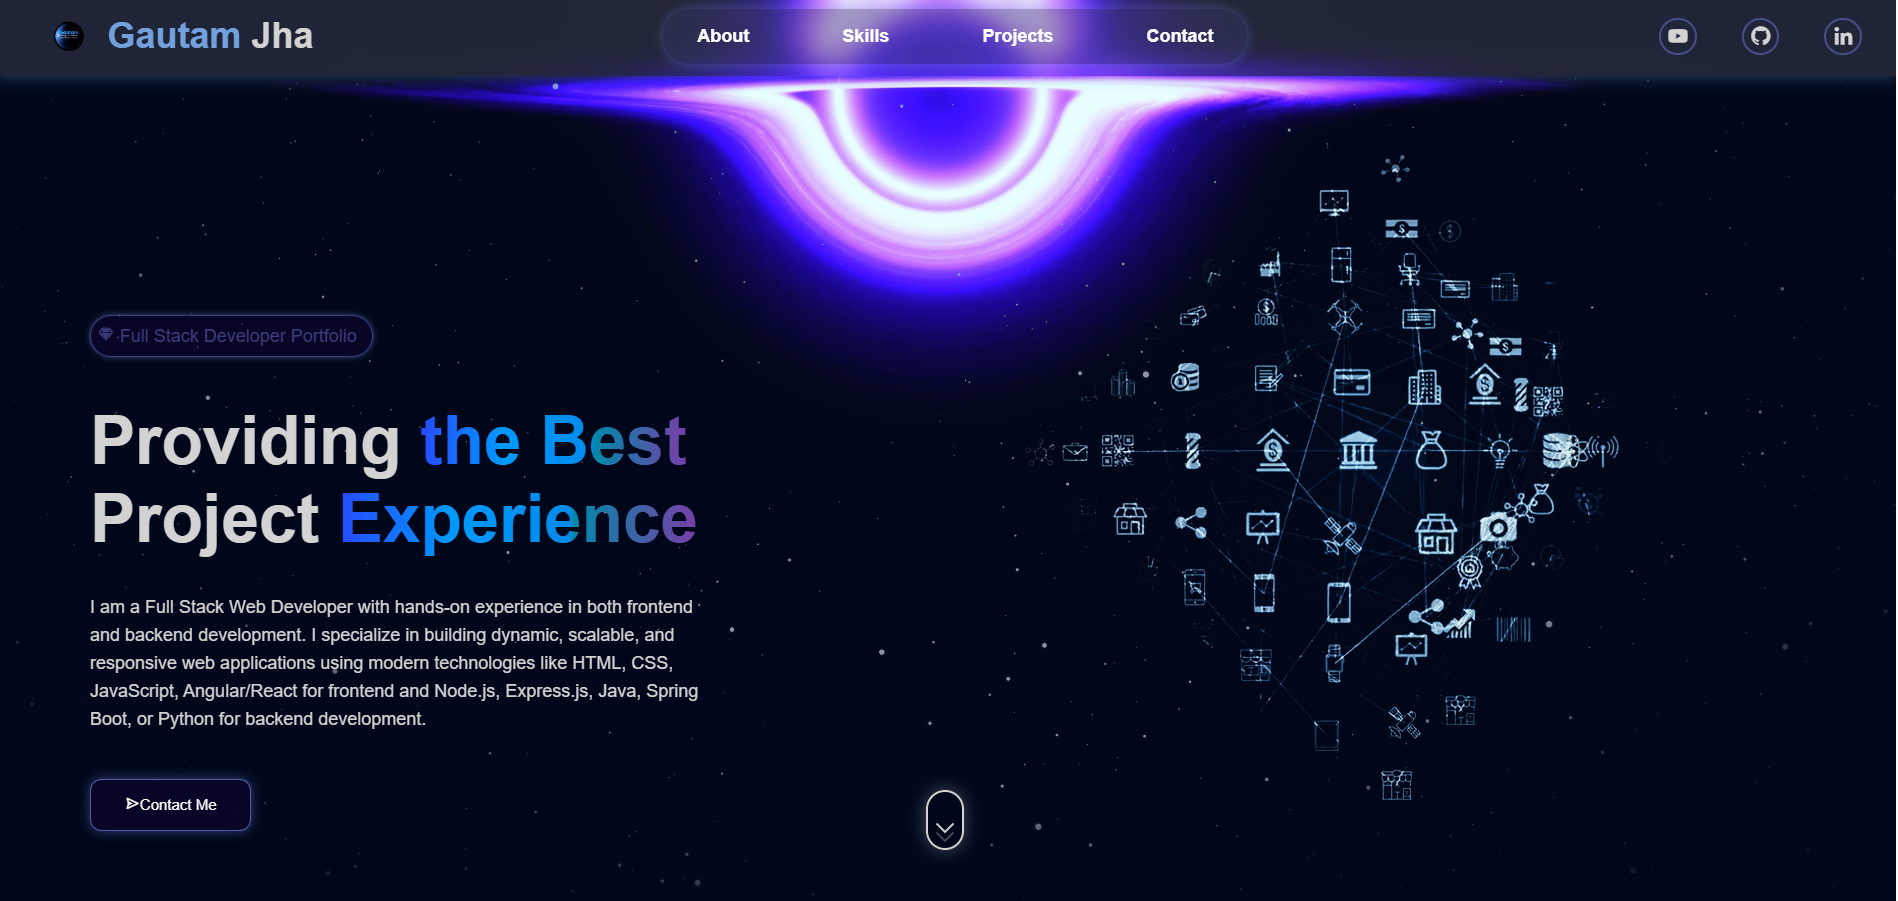 Gautam Jha
About
Skills
Projects
Contact
Full Stack Developer Portfolio
Providing the Best
Project Experience
I am a Full Stack Web Developer with hands-on experience in both frontend
and backend development. I specialize in building dynamic, scalable, and
responsive web applications using modern technologies like HTML, CSS,
JavaScript, Angular/React for frontend and Node.js, Express.js, Java, Spring
Boot, or Python for backend development.
Contact Me